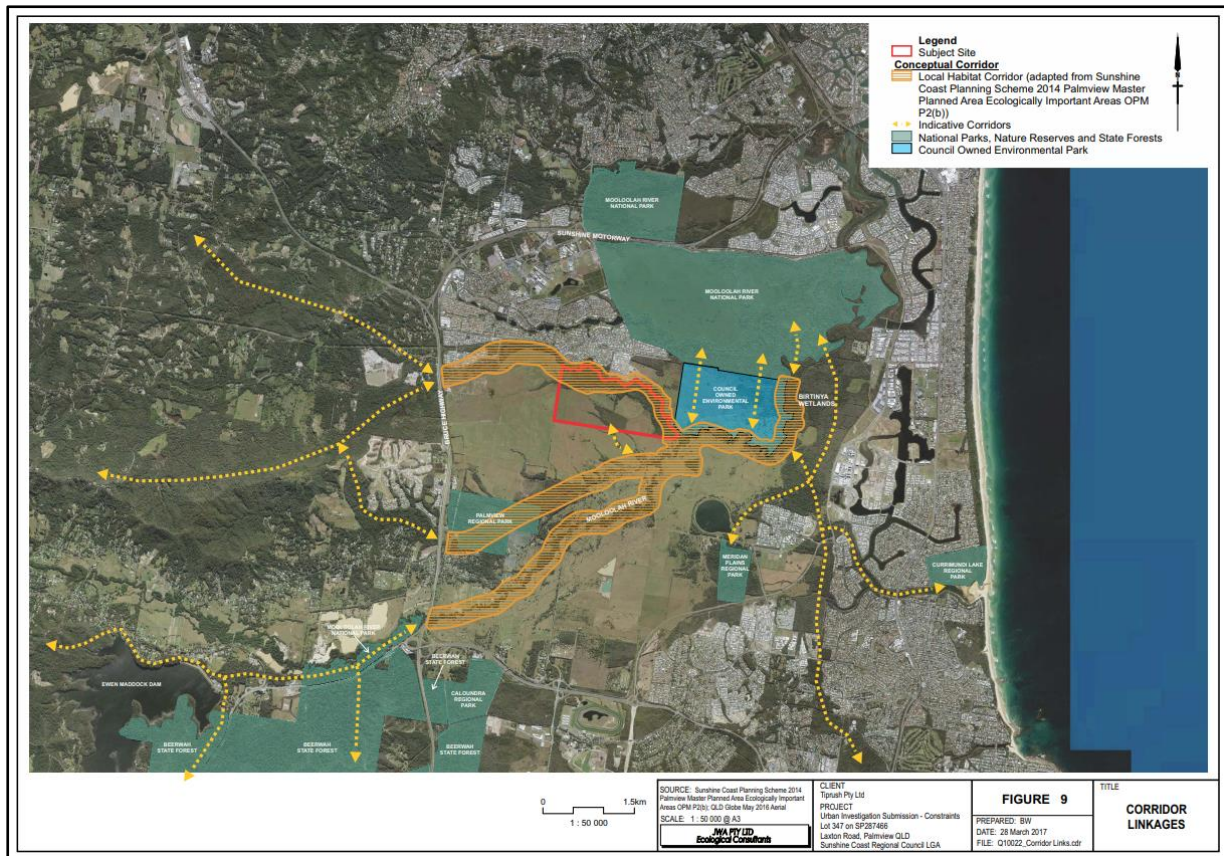 Legend
Subject Site
Conceptual Corridor
Local Habitat Corridor (adapted from Sunshine
Coast Planning Scheme 2014 Palmview Master
Planned Area Ecologically Important Areas OPM
P2(b))
Indicative Corridors
National Parks, Nature Reserves and State Forests
Council Owned Environmental Park
N
MOOLOOLAH RIVER
NATIONAL PARK
SUNSHINE MOTORWAY
MOOLOOLAH RIVER
NATIONAL PARK
BRUCE HIGHWAY
COUNCIL
OWNED
ENVIRONMENTAL
PARK
BIRTINYA
WETLANDS
PALMVIEW
REGIONAL PARK
MOOLOOLAH RIVER
MERIDAN
PLAINS
REGIONAL
PARK
CURRIMUNDI LAKE
REGIONAL
PARK
MOOLOOLAH RIVER
NATIONAL PARK
BEERWAH
STATE FOREST
EWEN MADDOCK DAM
CALOUNDRA
REGIONAL
PARK
BEERWAH
STATE FOREST
BEERWAH
STATE FOREST
BEERWAH
STATE FOREST
0 1.5km
1 : 50 000
SOURCE: Sunshine Coast Planning Scheme 2014
Palmview Master Planned Area Ecologically Important
Areas OPM P2(b); QLD Globe May 2016 Aerial
SCALE: 1 : 50 000 @ A3
JWA PTY LTD
Ecological Consultants
CLIENT
Tiprush Pty Ltd
PROJECT
Urban Investigation Submission - Constraints
Lot 347 on SP287466
Laxton Road, Palmview QLD
Sunshine Coast Regional Council LGA
FIGURE 9
PREPARED: BW
DATE: 28 March 2017
FILE: Q10022_Corridor Links.cdr
TITLE
CORRIDOR
LINKAGES